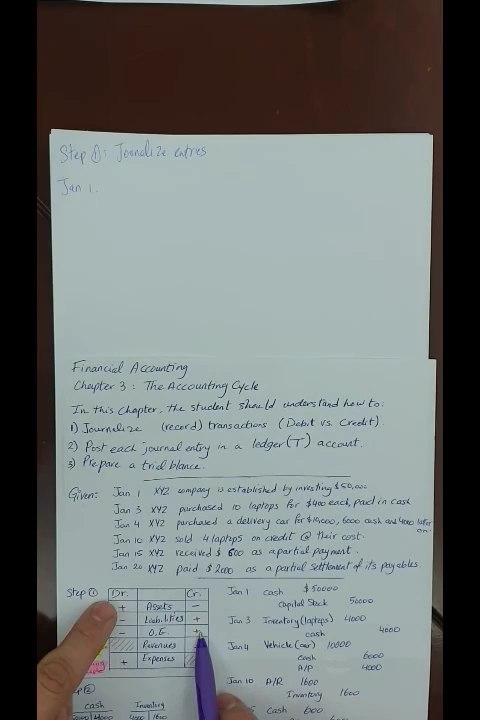 Step ①: Jornalize entries
Jan 1.
Financial Accounting
Chapter 3: The Accounting Cycle
In this Chapter, the student should understand how to:
1) Journalize (record) transactions (Debit vs. Credit).
2) Post each journal entry in a ledger (T) account.
3) Prepare a trial blance.
Given: Jan 1 XYZ company is established by investing $50,000
Jan 3 XYZ purchased 10 laptops for $400 each, paid in cash
Jan 4 XYZ purchased a delivery car for $10,000, 6000 cash and 4000 later on.
Jan 10 XYZ sold 4 laptops on credit @ their cost.
Jan 15 XYZ received $ 600 as a partial payment.
Jan 20 XYZ paid $ 2000 as a partial settlement of its payables
Step ①
Dr. Cr.
+ Assets -
- Liabilities +
- O.E. +
Revenues
+ Expenses
Jan 1 cash $ 50000
Capital Stock 50000
Jan 3 Inventory (laptops) 4000
cash 4000
Jan 4 Vehicle (car) 10000
cash 6000
A/P 4000
Jan 10 A/R 1600
Inventory 1600
cash 600
cash Inventory